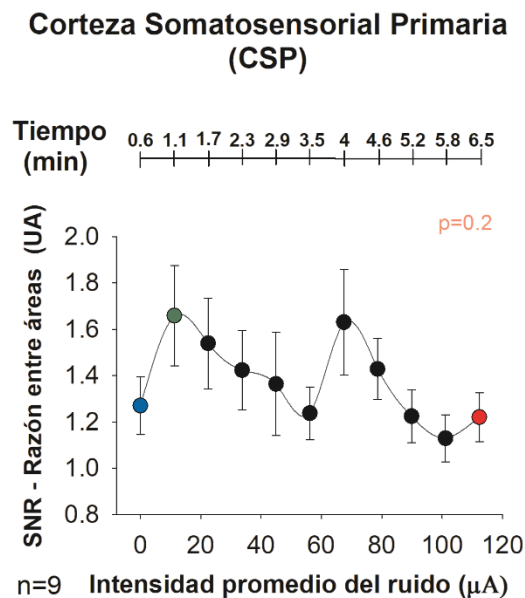 Corteza Somatosensorial Primaria
(CSP)
Tiempo
(min)
0.6 1.1 1.7 2.3 2.9 3.5 4 4.6 5.2 5.8 6.5
p=0.2
SNR - Razón entre áreas (UA)
2.0
1.8
1.6
1.4
1.2
1.0
0.8
0 20 40 60 80 100 120
n=9 Intensidad promedio del ruido (μA)